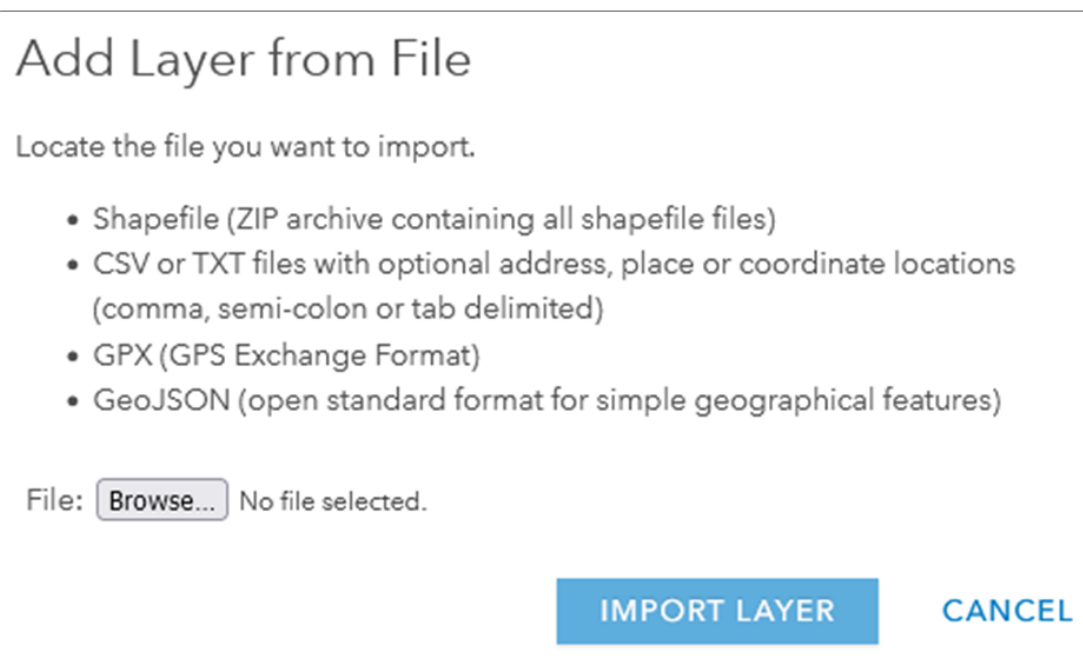 Add Layer from File
Locate the file you want to import.
• Shapefile (ZIP archive containing all shapefile files)
• CSV or TXT files with optional address, place or coordinate locations
(comma, semi-colon or tab delimited)
• GPX (GPS Exchange Format)
• GeoJSON (open standard format for simple geographical features)
File: Browse... No file selected.
IMPORT LAYER CANCEL